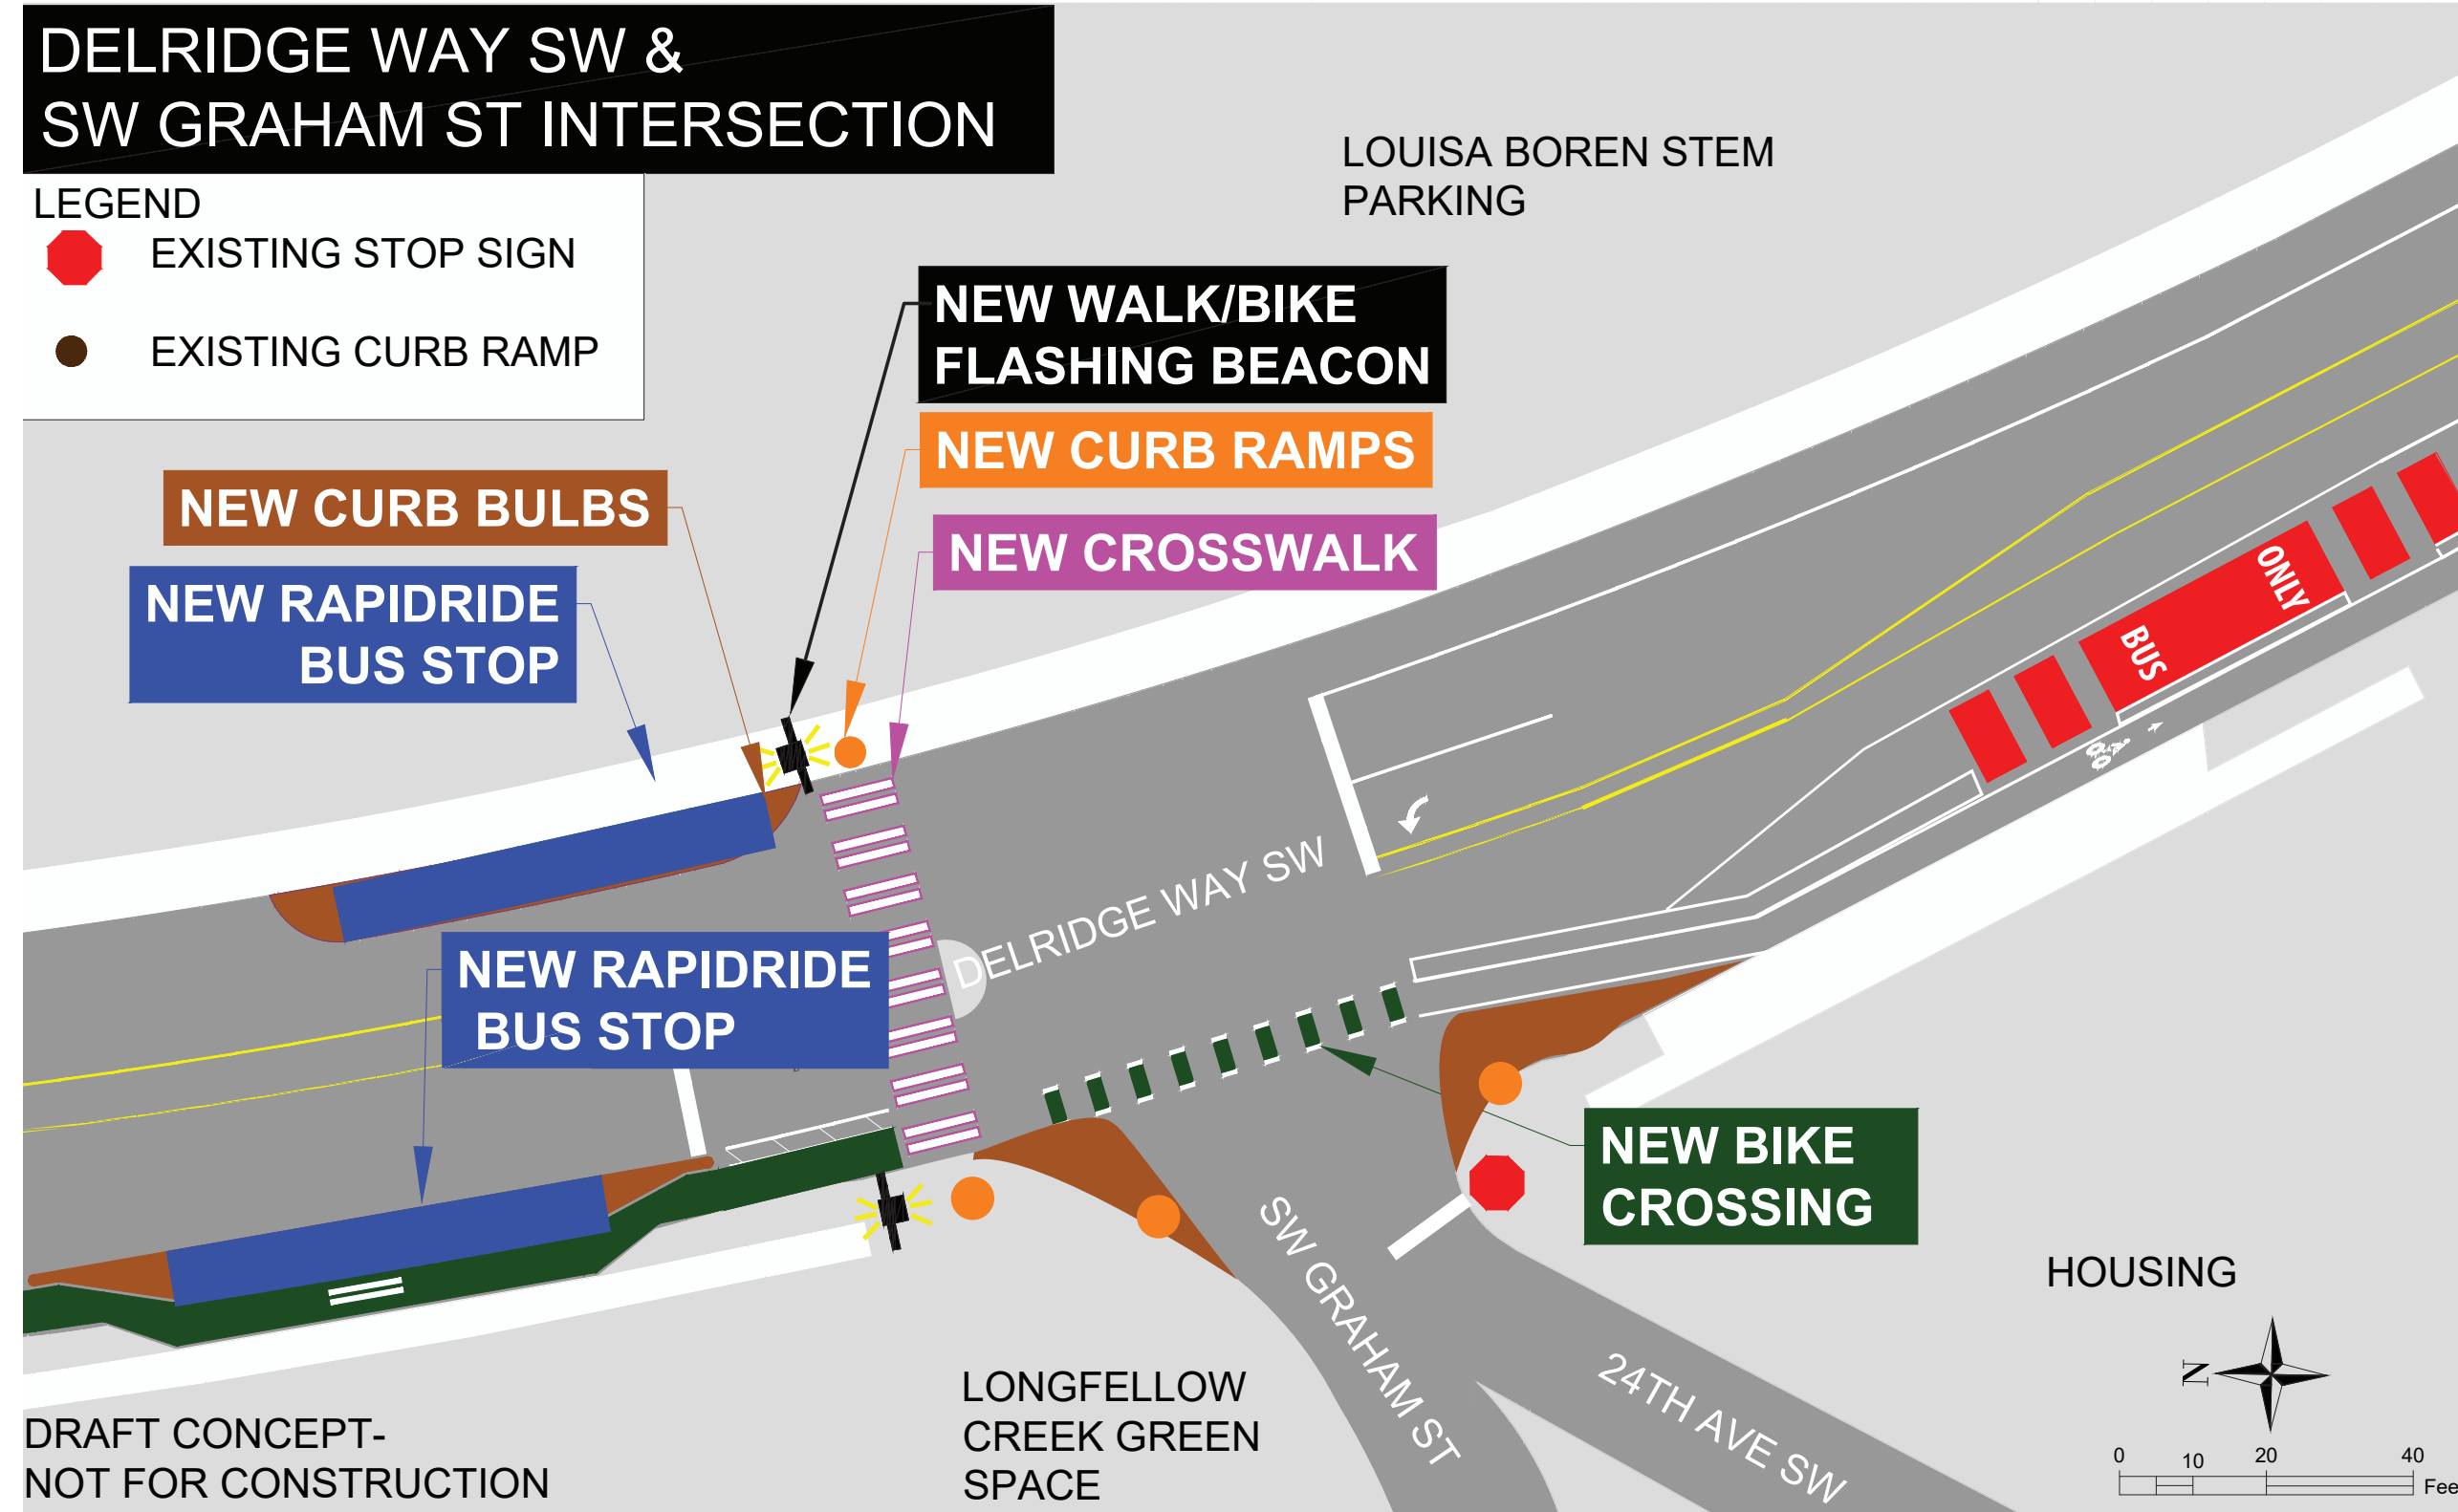 DELRIDGE WAY SW &
SW GRAHAM ST INTERSECTION
LEGEND
EXISTING STOP SIGN
EXISTING CURB RAMP
LOUISA BOREN STEM
PARKING
NEW WALK/BIKE
FLASHING BEACON
NEW CURB RAMPS
NEW CURB BULBS
NEW CROSSWALK
NEW RAPIDRIDE
BUS STOP
ONLY
BUS
DELRIDGE WAY SW
NEW RAPIDRIDE
BUS STOP
NEW BIKE
CROSSING
SW GRAHAM ST
24TH AVE SW
HOUSING
N
LONGFELLOW
CREEK GREEN
SPACE
DRAFT CONCEPT-
NOT FOR CONSTRUCTION
0 10 20 40
Fee